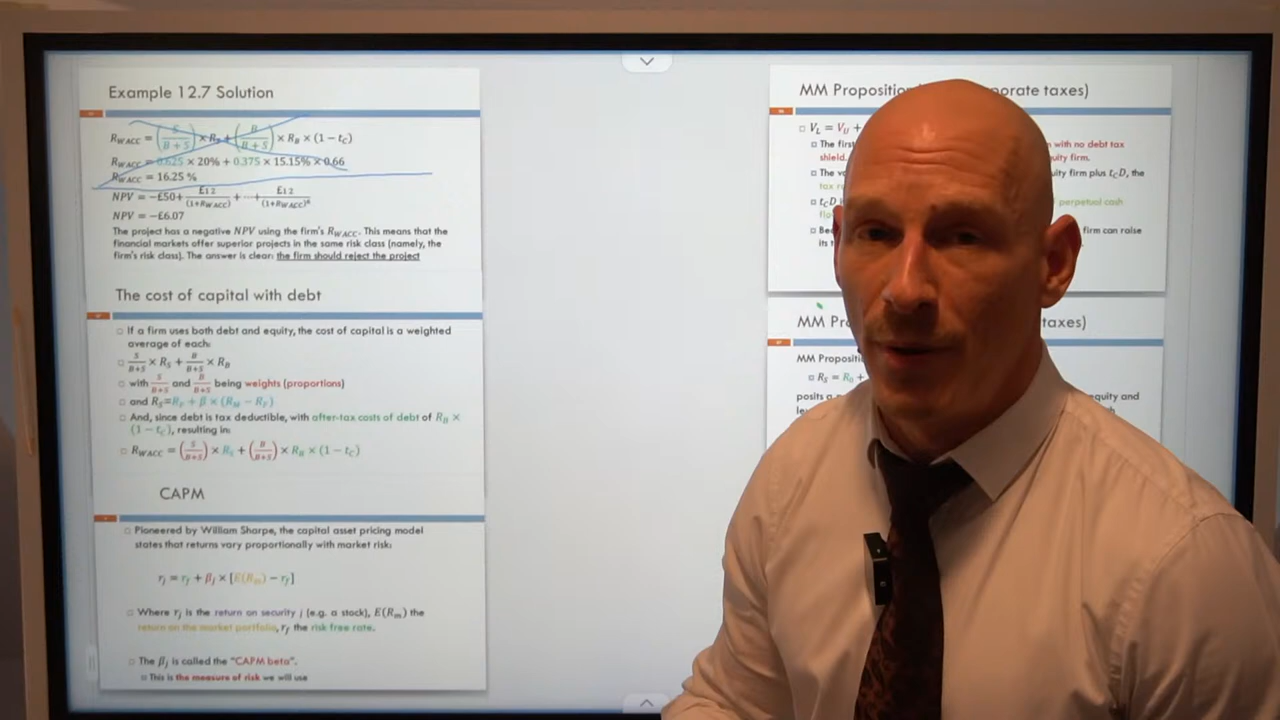 Example 12.7 Solution
R_WACC = (S/(B+S)) × R_S + (B/(B+S)) × R_B × (1 − t_C)
R_WACC = 0.625 × 20% + 0.375 × 15.15% × 0.66
R_WACC = 16.25 %
NPV = −£50+ £12/(1+R_WACC) + ⋯+ £12/(1+R_WACC)^6
NPV = −£6.07
The project has a negative NPV using the firm's R_WACC. This means that the
financial markets offer superior projects in the same risk class (namely, the
firm's risk class). The answer is clear: the firm should reject the project
The cost of capital with debt
If a firm uses both debt and equity, the cost of capital is a weighted
average of each:
S/(B+S) × R_S + B/(B+S) × R_B
with S/(B+S) and B/(B+S) being weights (proportions)
and R_S=R_F + β × (R_M − R_F)
And, since debt is tax deductible, with after-tax costs of debt of R_B ×
(1 − t_C), resulting in:
R_WACC = (S/(B+S)) × R_S + (B/(B+S)) × R_B × (1 − t_C)
CAPM
Pioneered by William Sharpe, the capital asset pricing model
states that returns vary proportionally with market risk:
r_j = r_f + β_j × [E(R_m) − r_f]
Where r_j is the return on security j (e.g. a stock), E(R_m) the
return on the market portfolio, r_f the risk free rate.
The β_j is called the "CAPM beta".
This is the measure of risk we will use
MM Proposition orporate taxes)
V_L = V_U +
The first with no debt tax
shield. uity firm.
The va uity firm plus t_CD, the
tax r
t_CD i f perpetual cash
flo
Bec firm can raise
its
MM Pro taxes)
MM Propositi
R_S = R_0 +
posits a equity and
lev